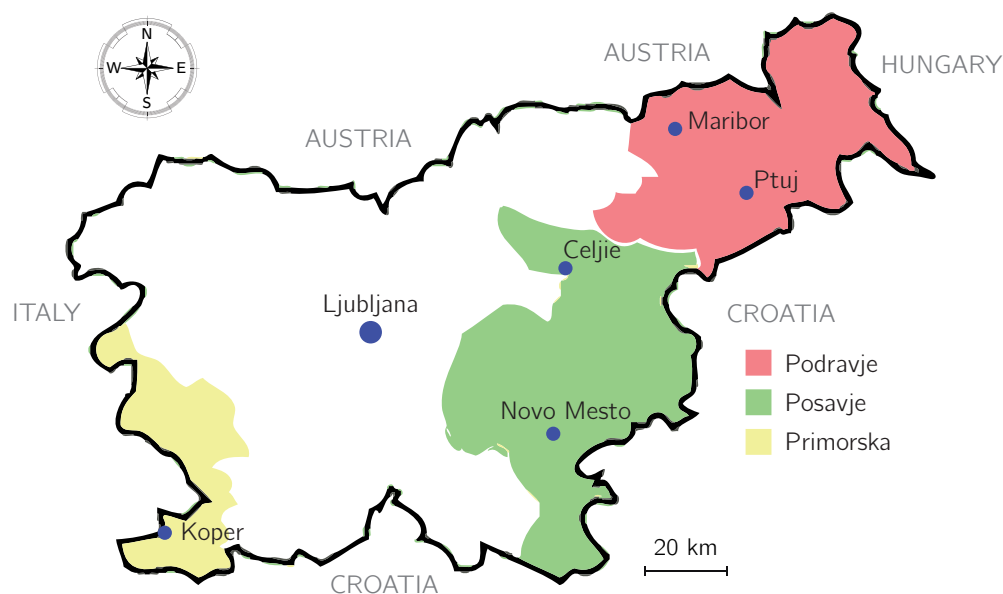 N
W E
S
AUSTRIA
HUNGARY
AUSTRIA
Maribor
Ptuj
Celjie
ITALY
Ljubljana
CROATIA
Podravje
Posavje
Primorska
Novo Mesto
Koper
20 km
CROATIA